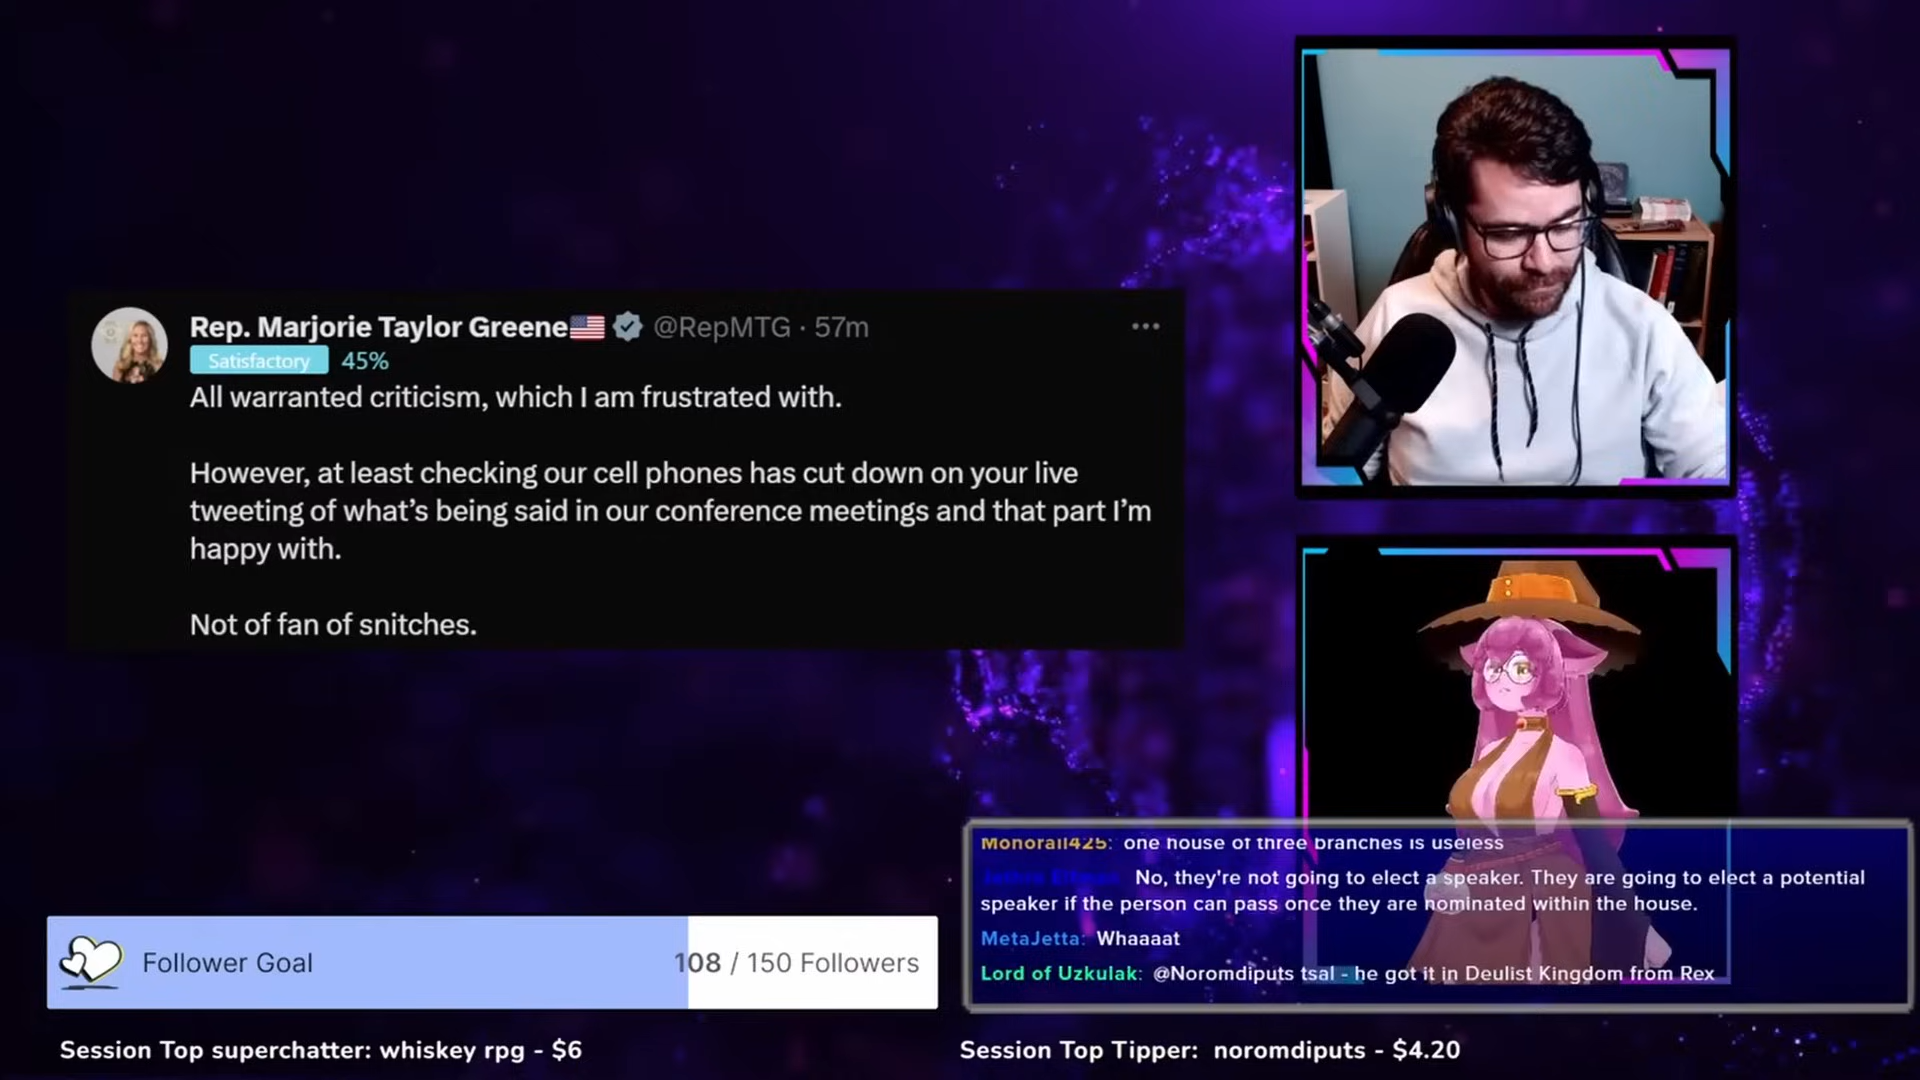 Rep. Marjorie Taylor Greene @RepMTG · 57m
Satisfactory 45%
All warranted criticism, which I am frustrated with.
However, at least checking our cell phones has cut down on your live
tweeting of what's being said in our conference meetings and that part I'm
happy with.
Not of fan of snitches.
Monorail425: one house of three branches is useless
No, they're not going to elect a speaker. They are going to elect a potential
speaker if the person can pass once they are nominated within the house.
MetaJetta: Whaaaat
Lord of Uzkulak: @Noromdiputs tsal - he got it in Deulist Kingdom from Rex
Follower Goal 108 / 150 Followers
Session Top superchatter: whiskey rpg - $6
Session Top Tipper: noromdiputs - $4.20